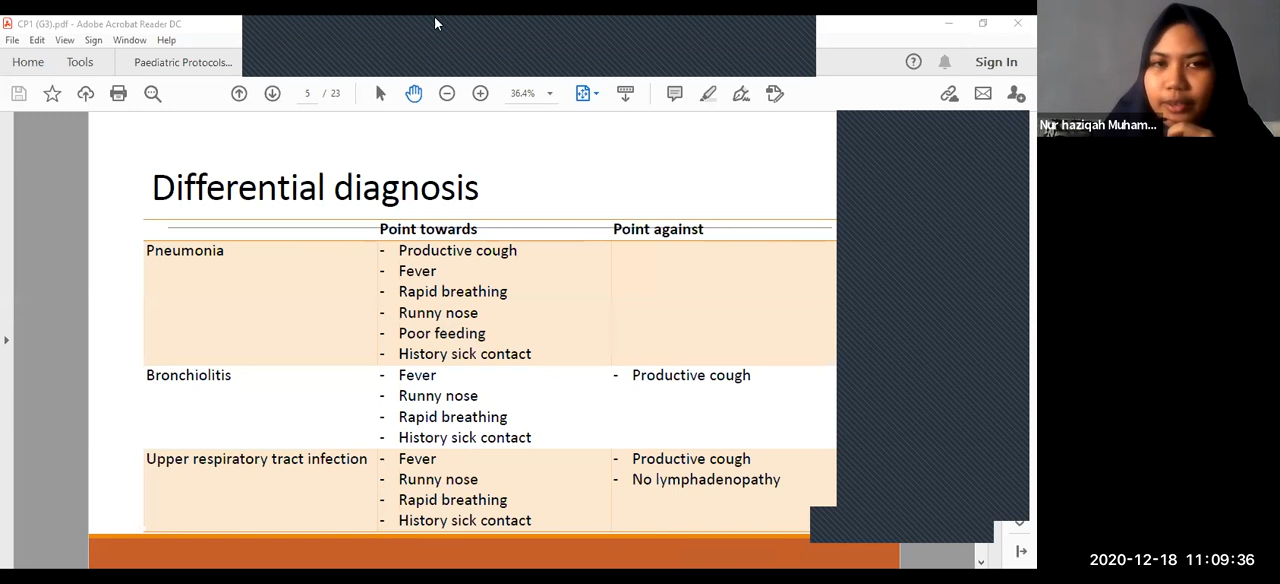 CP1 (G3).pdf - Adobe Acrobat Reader DC
File Edit View Sign Window Help
Home Tools Paediatric Protocols... Sign In
5 / 23 36.4%
Nur haziqah Muham...
Differential diagnosis
Point towards Point against
Pneumonia - Productive cough
- Fever
- Rapid breathing
- Runny nose
- Poor feeding
- History sick contact
Bronchiolitis - Fever - Productive cough
- Runny nose
- Rapid breathing
- History sick contact
Upper respiratory tract infection - Fever - Productive cough
- Runny nose - No lymphadenopathy
- Rapid breathing
- History sick contact
2020-12-18 11:09:36